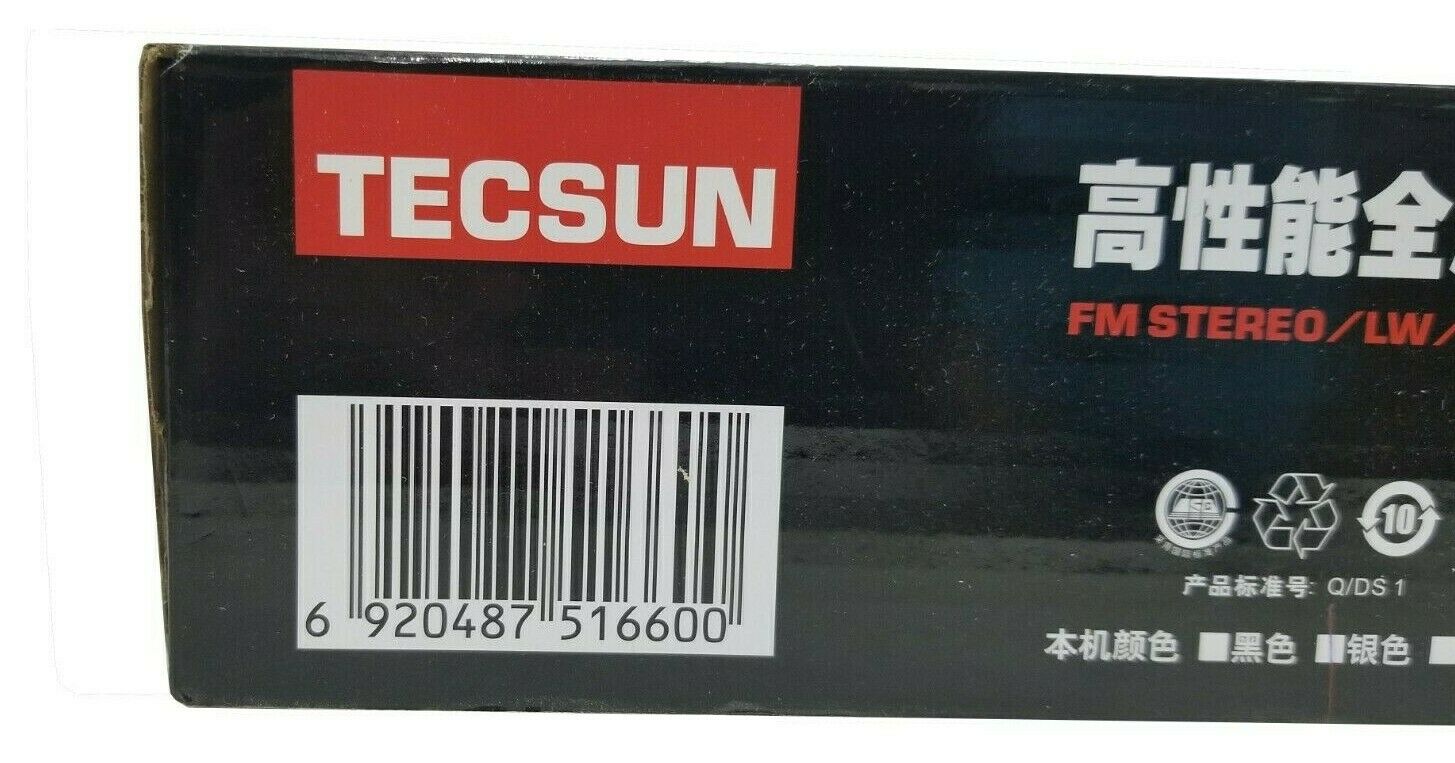 TECSUN
高性能全
FM STEREO/LW/
6 920487 516600
10
产品标准号: Q/DS 1
本机颜色 黑色 银色